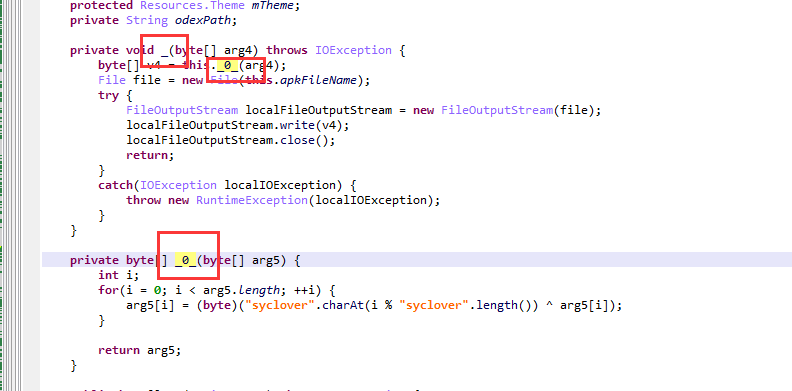 protected Resources.Theme mTheme;
private String odexPath;
private void _(byte[] arg4) throws IOException {
byte[] v4 = this._0_(arg4);
File file = new File(this.apkFileName);
try {
FileOutputStream localFileOutputStream = new FileOutputStream(file);
localFileOutputStream.write(v4);
localFileOutputStream.close();
return;
}
catch(IOException localIOException) {
throw new RuntimeException(localIOException);
}
}
private byte[] _0_(byte[] arg5) {
int i;
for(i = 0; i < arg5.length; ++i) {
arg5[i] = (byte)("syclover".charAt(i % "syclover".length()) ^ arg5[i]);
}
return arg5;
}